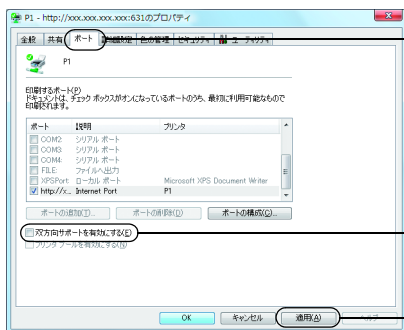 P1 - http://xxx.xxx.xxx.xxx:631のプロパティ
全般 共有 ポート 詳細設定 色の管理 セキュリティ ユーティリティ
P1
印刷するポート(P)
ドキュメントは、チェック ボックスがオンになっているポートのうち、最初に利用可能なもので
印刷されます。
ポート 説明 プリンタ
COM2: シリアル ポート
COM3: シリアル ポート
COM4: シリアル ポート
FILE: ファイルへ出力
XPSPort: ローカル ポート Microsoft XPS Document Writer
http://x... Internet Port P1
ポートの追加(T)... ポートの削除(D) ポートの構成(C)...
双方向サポートを有効にする(E)
プリンタ プールを有効にする(N)
OK キャンセル 適用(A) ヘルプ